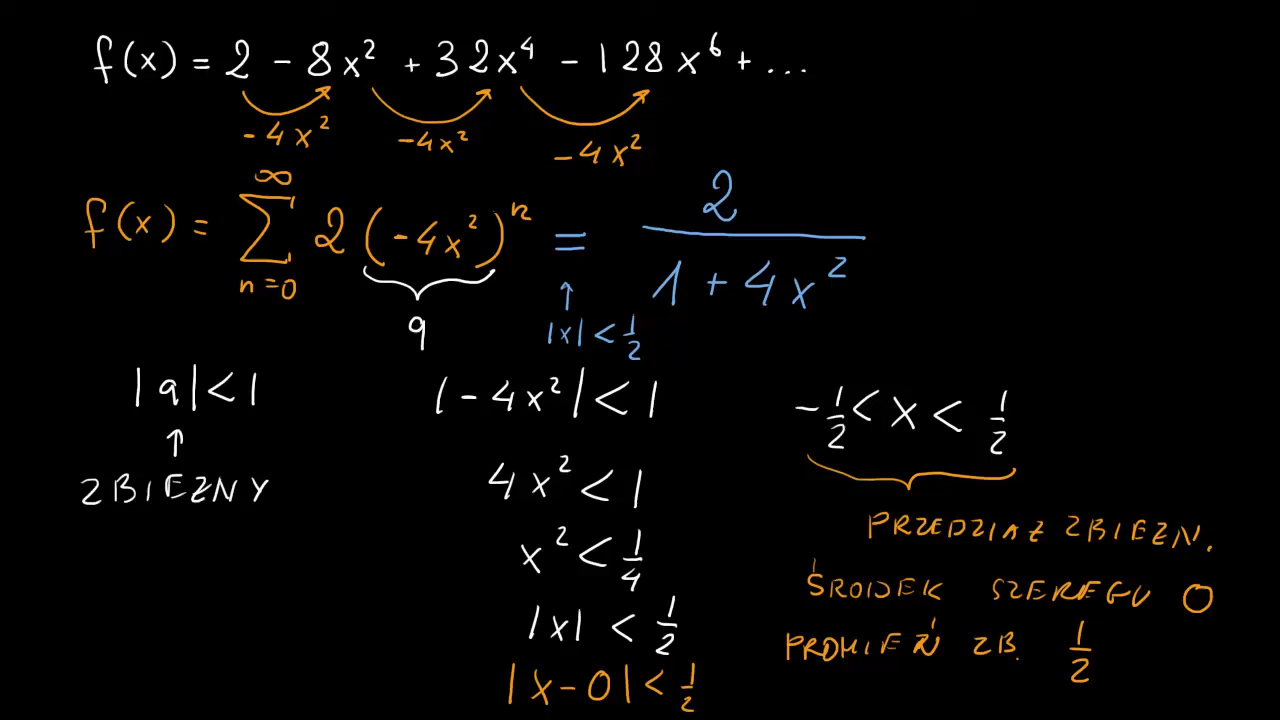 f(x) = 2 - 8x² + 32x⁴ - 128x⁶ + ...
-4x² -4x² -4x²
f(x) = ∑_{n=0}^{∞} 2(-4x²)ⁿ = 2/(1+4x²)
q
|x| < 1/2
|q| < 1
ZBIEZNY
|-4x²| < 1
4x² < 1
x² < 1/4
|x| < 1/2
|x-0| < 1/2
-1/2 < x < 1/2
PRZEDZIAŁ ZBIEZN.
ŚRODEK SZEREGU 0
PROMIEŃ ZB. 1/2